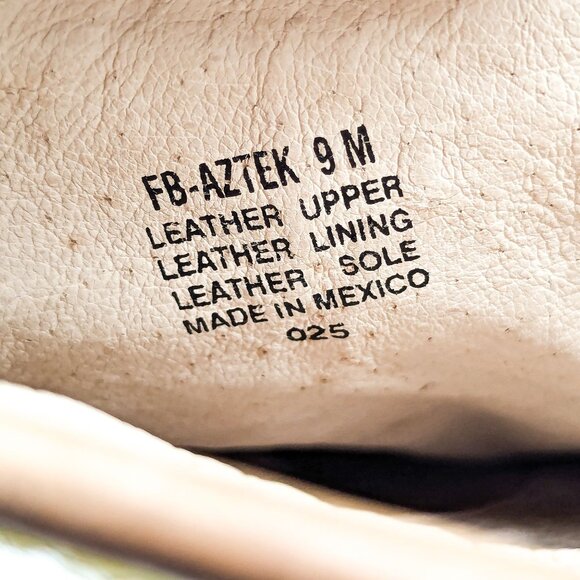 FB-AZTEK 9 M
LEATHER UPPER
LEATHER LINING
LEATHER SOLE
MADE IN MEXICO
025